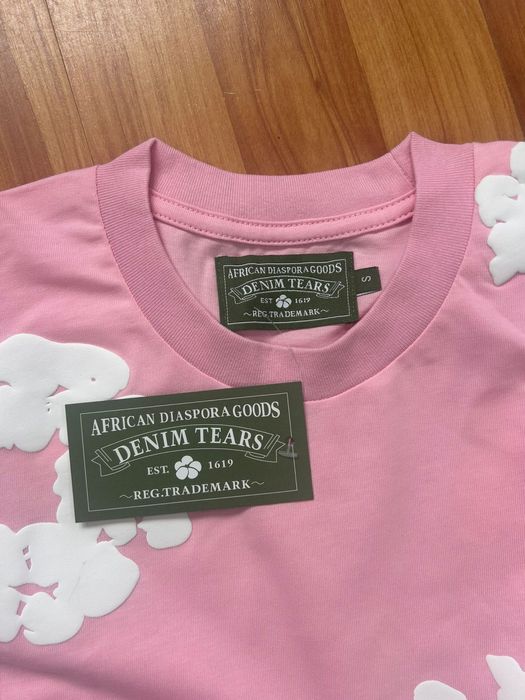 AFRICAN DIASPORA GOODS
DENIM TEARS
EST 1619
~REG.TRADEMARK~
S
AFRICAN DIASPORA GOODS
DENIM TEARS
EST. 1619
~REG.TRADEMARK~